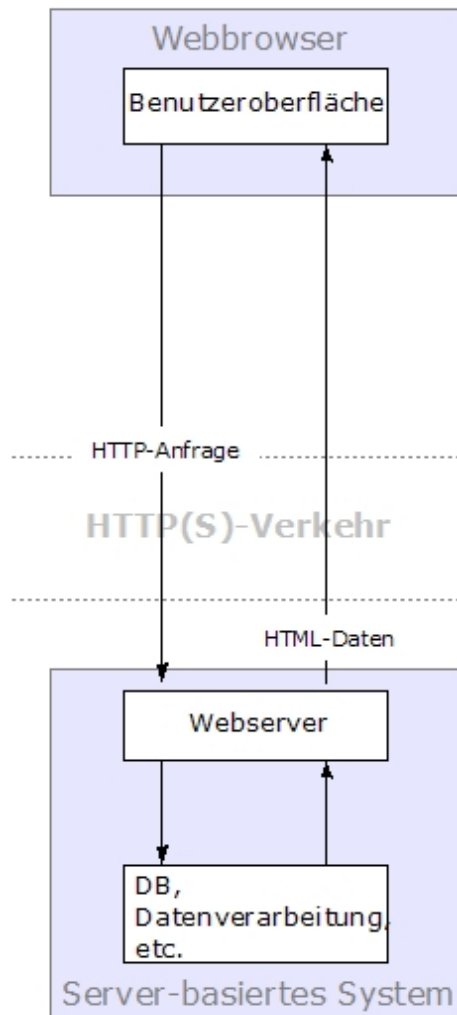 Webbrowser
Benutzeroberfläche
HTTP-Anfrage
HTTP(S)-Verkehr
HTML-Daten
Webserver
DB,
Datenverarbeitung,
etc.
Server-basiertes System